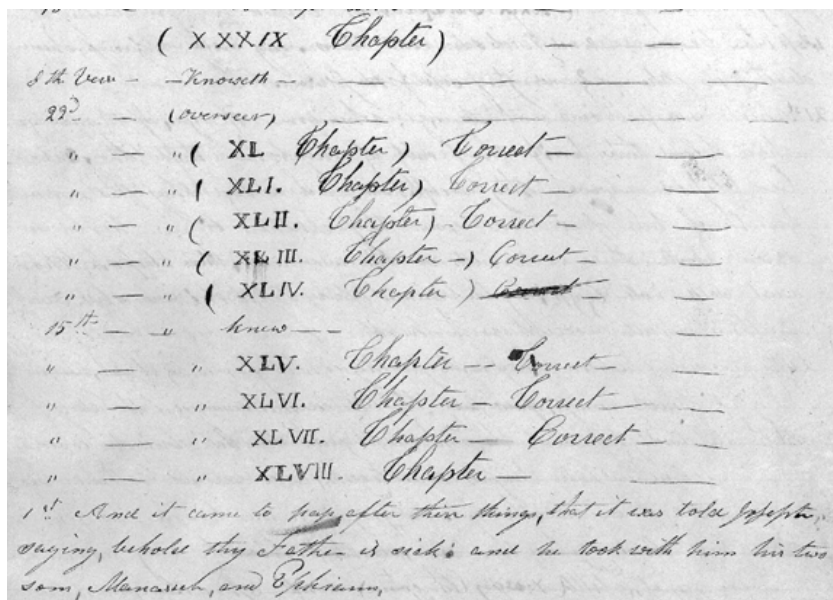 ( XXXIX Chapter)
8th Verse — — Knoweth —
22d — (overseer)
" — " ( XL Chapter) Correct —
" — " ( XLI. Chapter) Correct —
" — " ( XLII. Chapter) Correct —
" — " ( XLIII. Chapter —) Correct —
" — " ( XLIV. Chapter ) Correct
15th — " knew — —
" — " XLV. Chapter — Correct —
" — " XLVI. Chapter — Correct —
" — " XLVII. Chapter — Correct —
" — " XLVIII. Chapter —
1st And it came to pass after these things, that it was told Joseph,
saying, behold thy Father is sick: and he took with him his two
sons, Manasseh, and Ephraim,